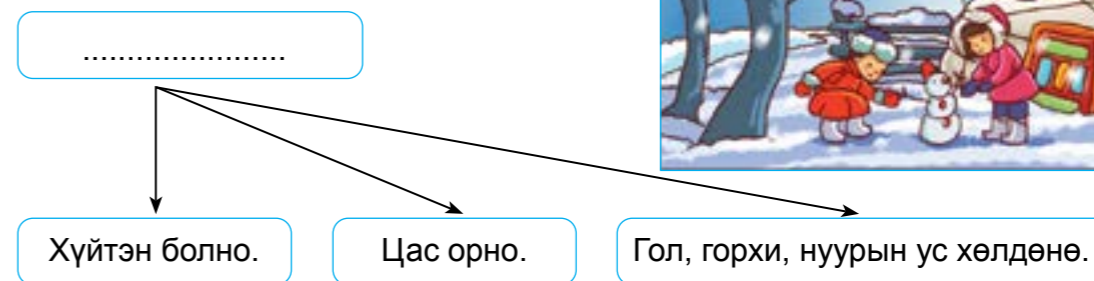 .......................
Хүйтэн болно.
Цас орно.
Гол, горхи, нуурын ус хөлдөнө.